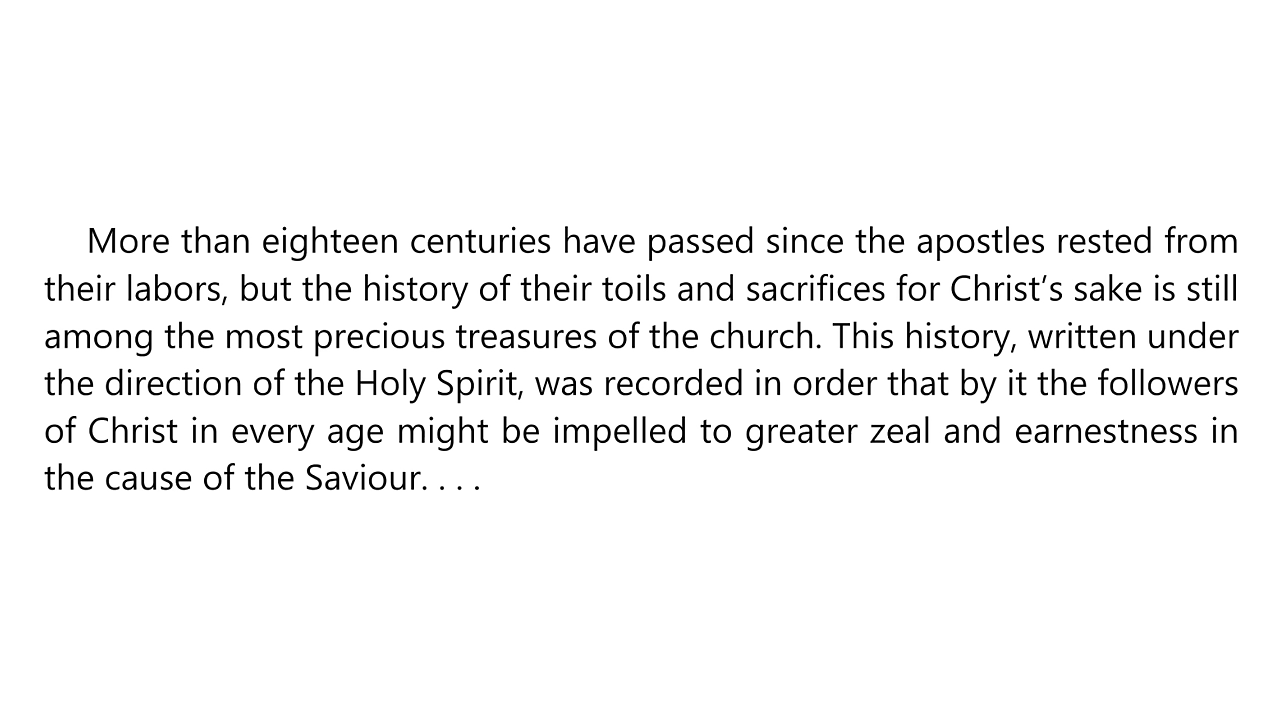 More than eighteen centuries have passed since the apostles rested from
their labors, but the history of their toils and sacrifices for Christ’s sake is still
among the most precious treasures of the church. This history, written under
the direction of the Holy Spirit, was recorded in order that by it the followers
of Christ in every age might be impelled to greater zeal and earnestness in
the cause of the Saviour. . . .